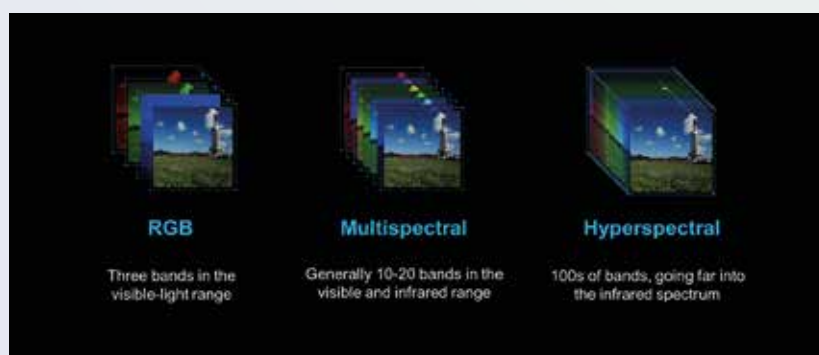 RGB
Three bands in the
visible-light range
Multispectral
Generally 10-20 bands in the
visible and infrared range
Hyperspectral
100s of bands, going far into
the infrared spectrum